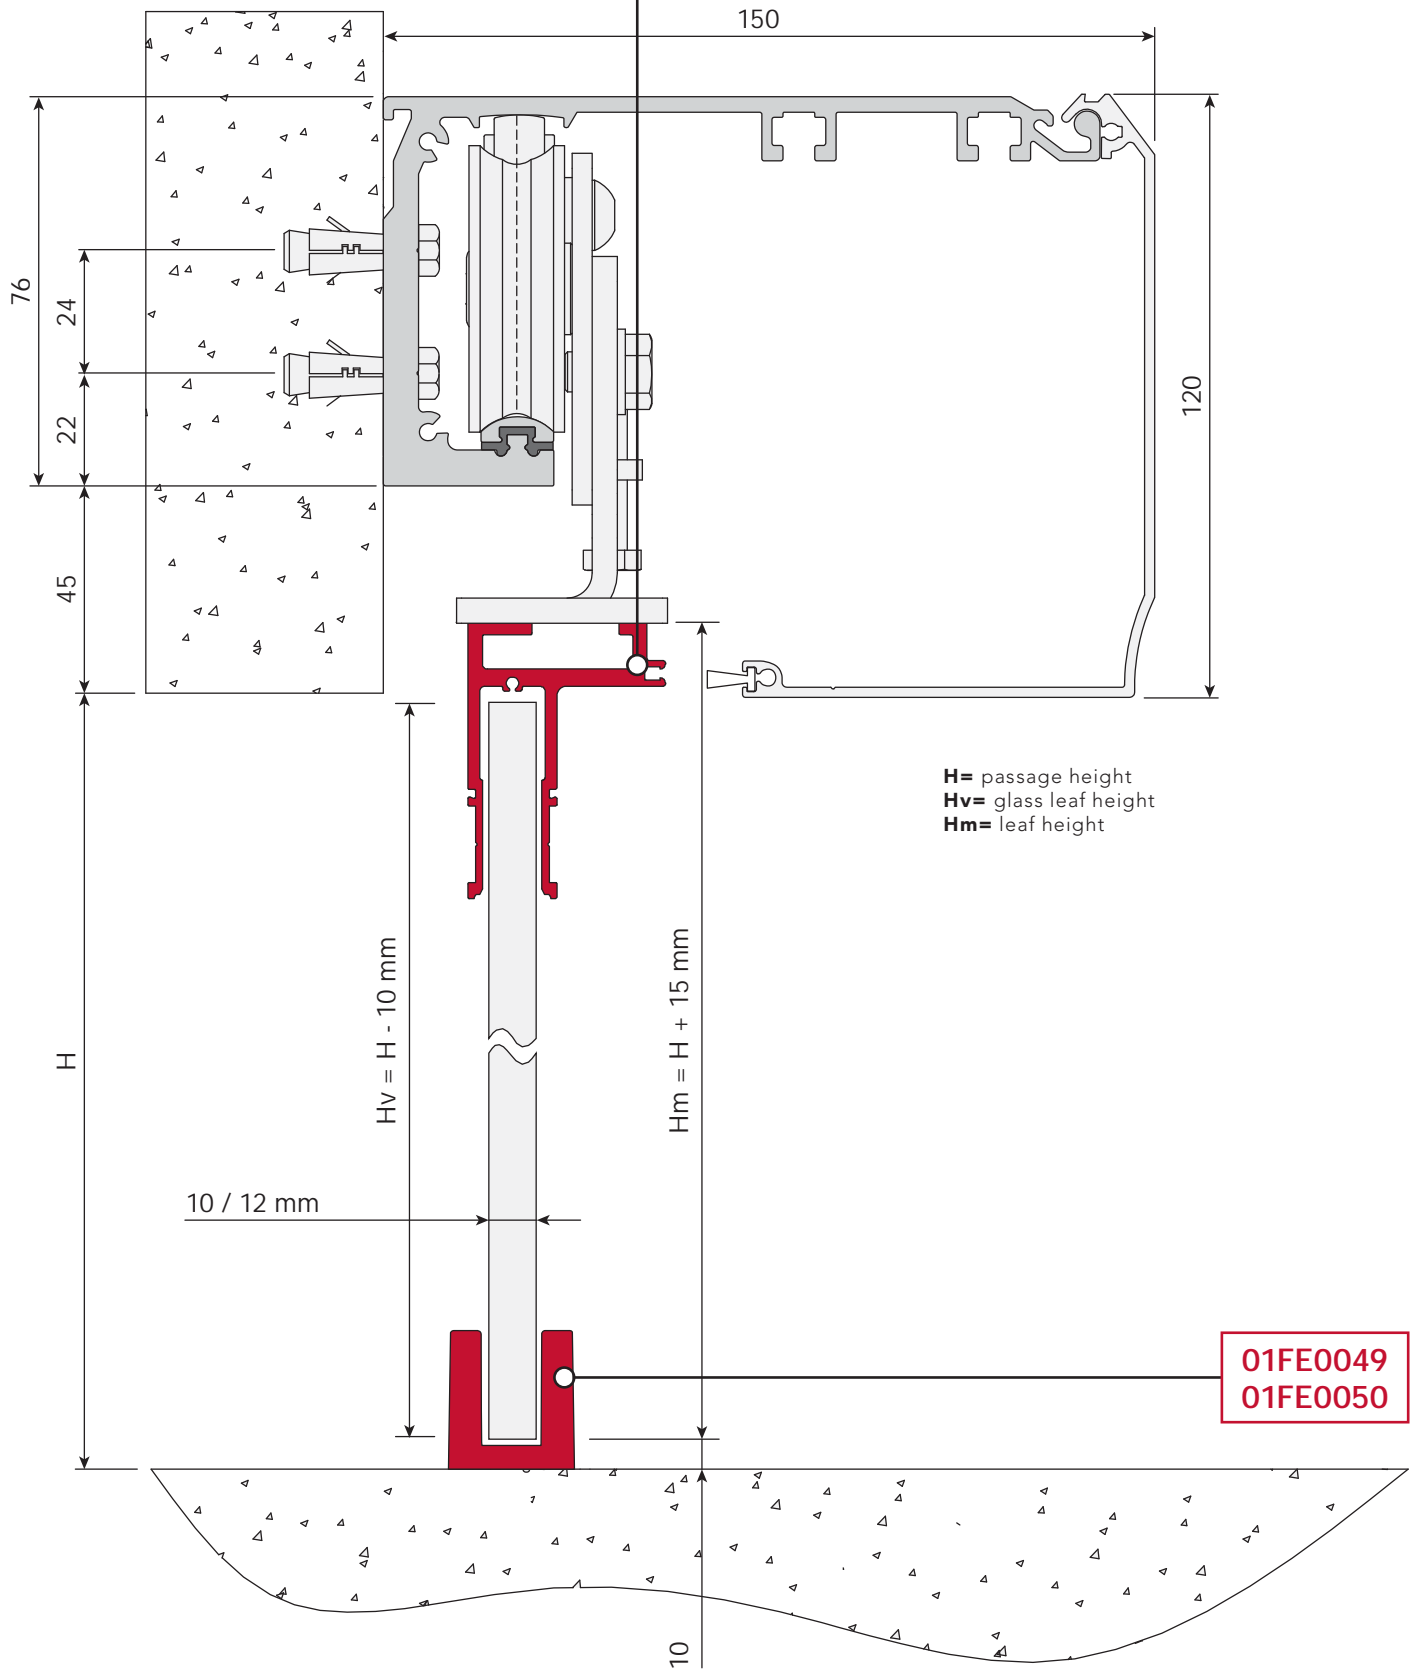 150
76
24
22
120
45
H= passage height
Hv= glass leaf height
Hm= leaf height
Hv = H - 10 mm
Hm = H + 15 mm
H
10 / 12 mm
01FE0049
01FE0050
10